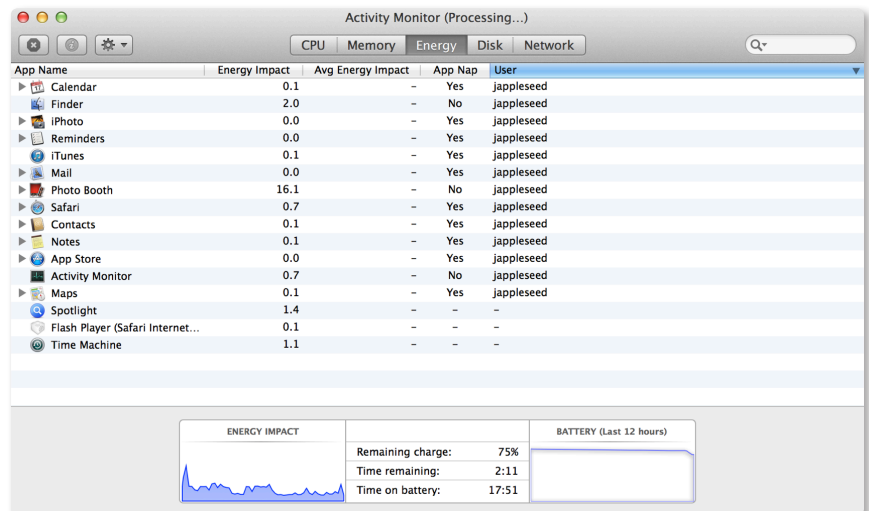 Activity Monitor (Processing...)
CPU Memory Energy Disk Network
App Name Energy Impact Avg Energy Impact App Nap User
17 Calendar 0.1 – Yes jappleseed
Finder 2.0 – No jappleseed
iPhoto 0.0 – Yes jappleseed
Reminders 0.0 – Yes jappleseed
iTunes 0.1 – Yes jappleseed
Mail 0.0 – Yes jappleseed
Photo Booth 16.1 – No jappleseed
Safari 0.7 – Yes jappleseed
Contacts 0.1 – Yes jappleseed
Notes 0.1 – Yes jappleseed
App Store 0.0 – Yes jappleseed
Activity Monitor 0.7 – No jappleseed
Maps 0.1 – Yes jappleseed
Spotlight 1.4 – – –
Flash Player (Safari Internet... 0.1 – – –
Time Machine 1.1 – – –
ENERGY IMPACT BATTERY (Last 12 hours)
Remaining charge: 75%
Time remaining: 2:11
Time on battery: 17:51